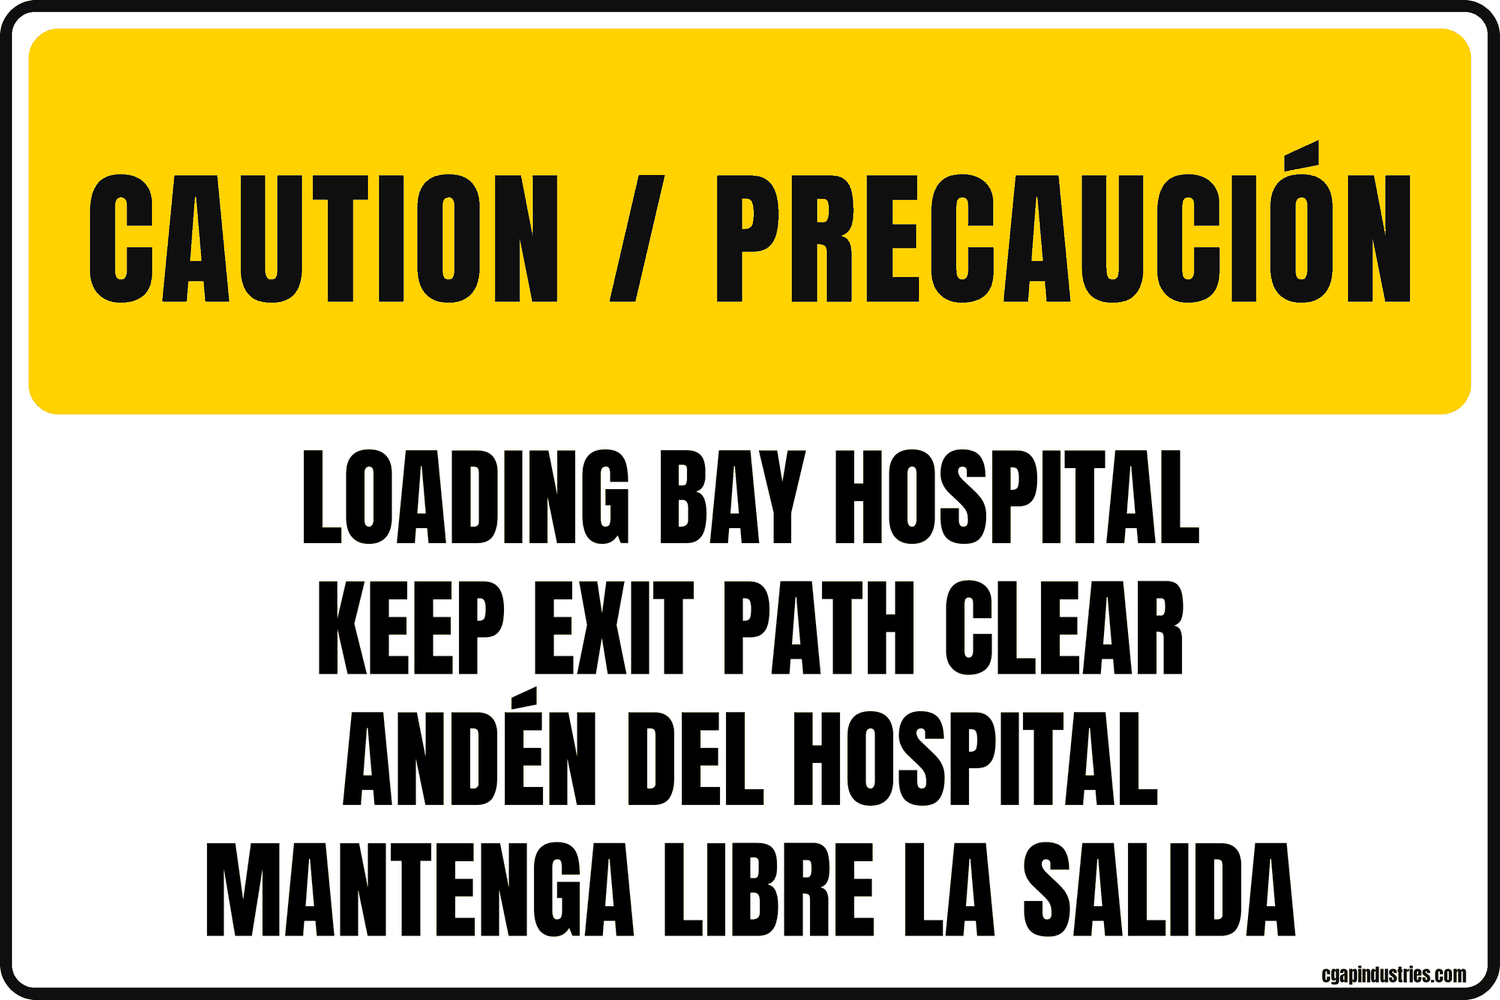 CAUTION / PRECAUCIÓN
LOADING BAY HOSPITAL
KEEP EXIT PATH CLEAR
ANDÉN DEL HOSPITAL
MANTENGA LIBRE LA SALIDA
cgapindustries.com